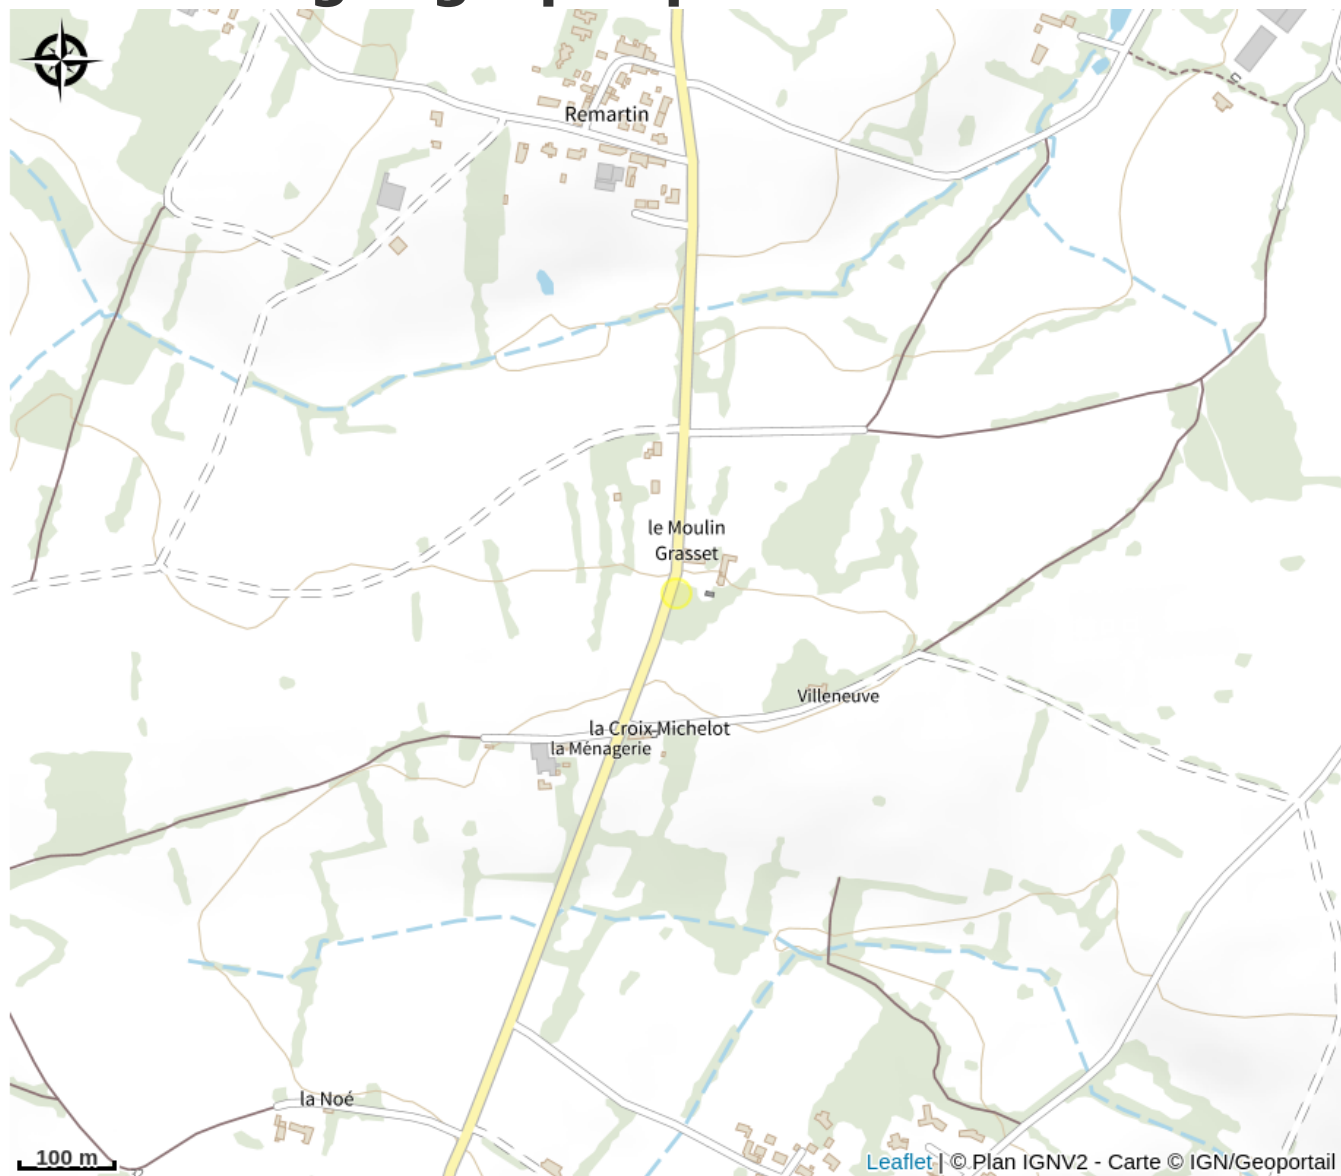 Remartin
le Moulin
Grasset
Villeneuve
la Croix-Michelot
la Ménagerie
la Noé
100 m
Leaflet | © Plan IGNV2 - Carte © IGN/Geoportail